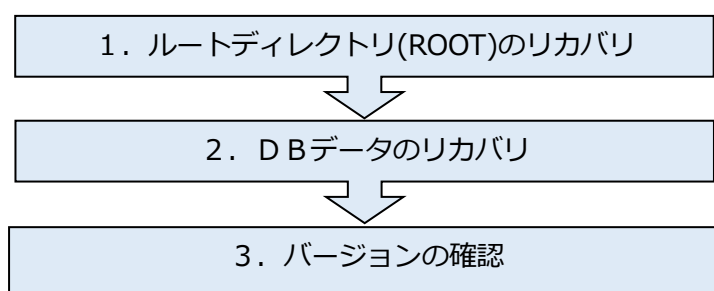 １．ルートディレクトリ(ROOT)のリカバリ
２．ＤＢデータのリカバリ
３．バージョンの確認